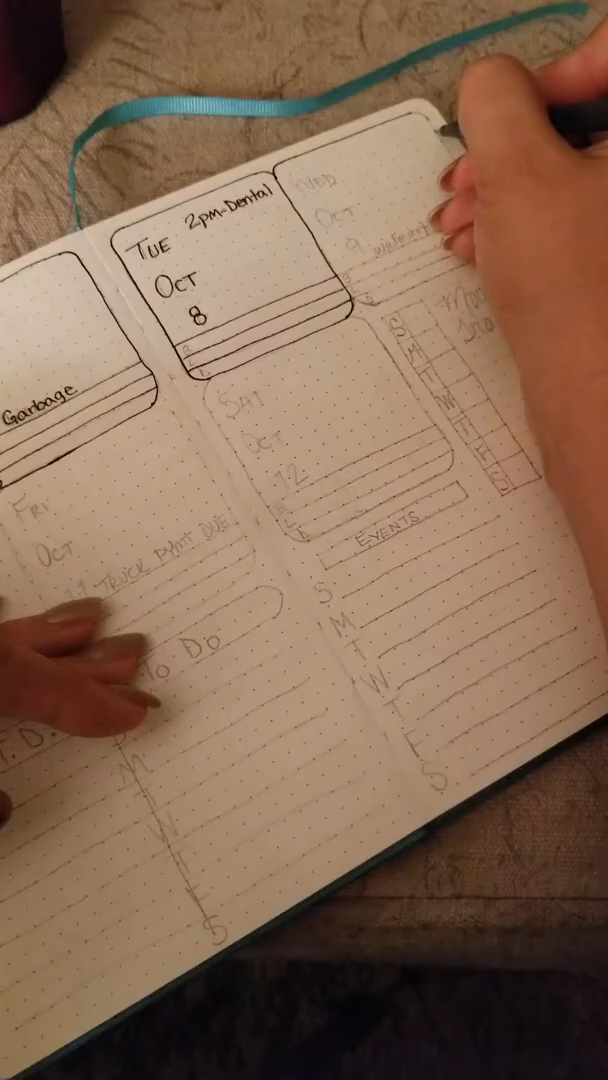 Garbage
TUE 2pm-Dental
OCT
8
B
L
WED
OCT
9 walmart
B
L
FRI
OCT
11 TRUCK PYMT DUE
SAT
OCT
12
B
L
S
M
T
W
T
F
S
EVENTS
S
M
T
W
T
F
S
To Do
T.D.
M
T
W
T
F
S